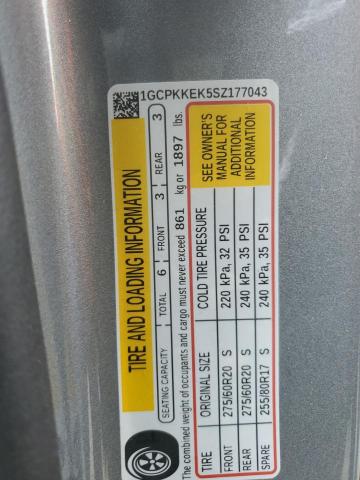 1GCPKKEK5SZ177043
TIRE AND LOADING INFORMATION
SEATING CAPACITY TOTAL 6 FRONT 3 REAR 3
The combined weight of occupants and cargo must never exceed 861 kg or 1897 lbs.
TIRE ORIGINAL SIZE COLD TIRE PRESSURE
FRONT 275/60R20 S 220 kPa, 32 PSI
REAR 275/60R20 S 240 kPa, 35 PSI
SPARE 255/80R17 S 240 kPa, 35 PSI
SEE OWNER'S
MANUAL FOR
ADDITIONAL
INFORMATION